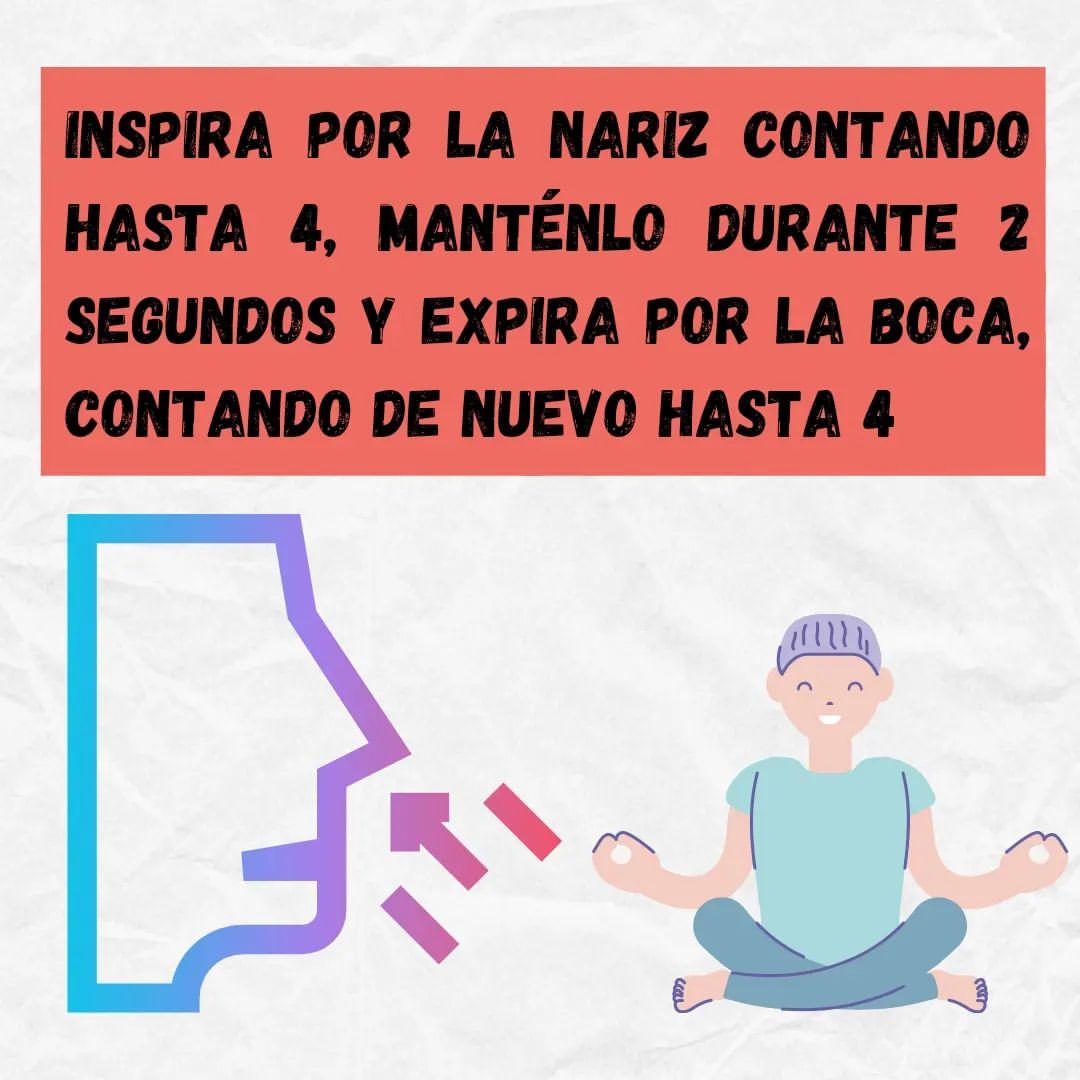 INSPIRA POR LA NARIZ CONTANDO
HASTA 4, MANTÉNLO DURANTE 2
SEGUNDOS Y EXPIRA POR LA BOCA,
CONTANDO DE NUEVO HASTA 4